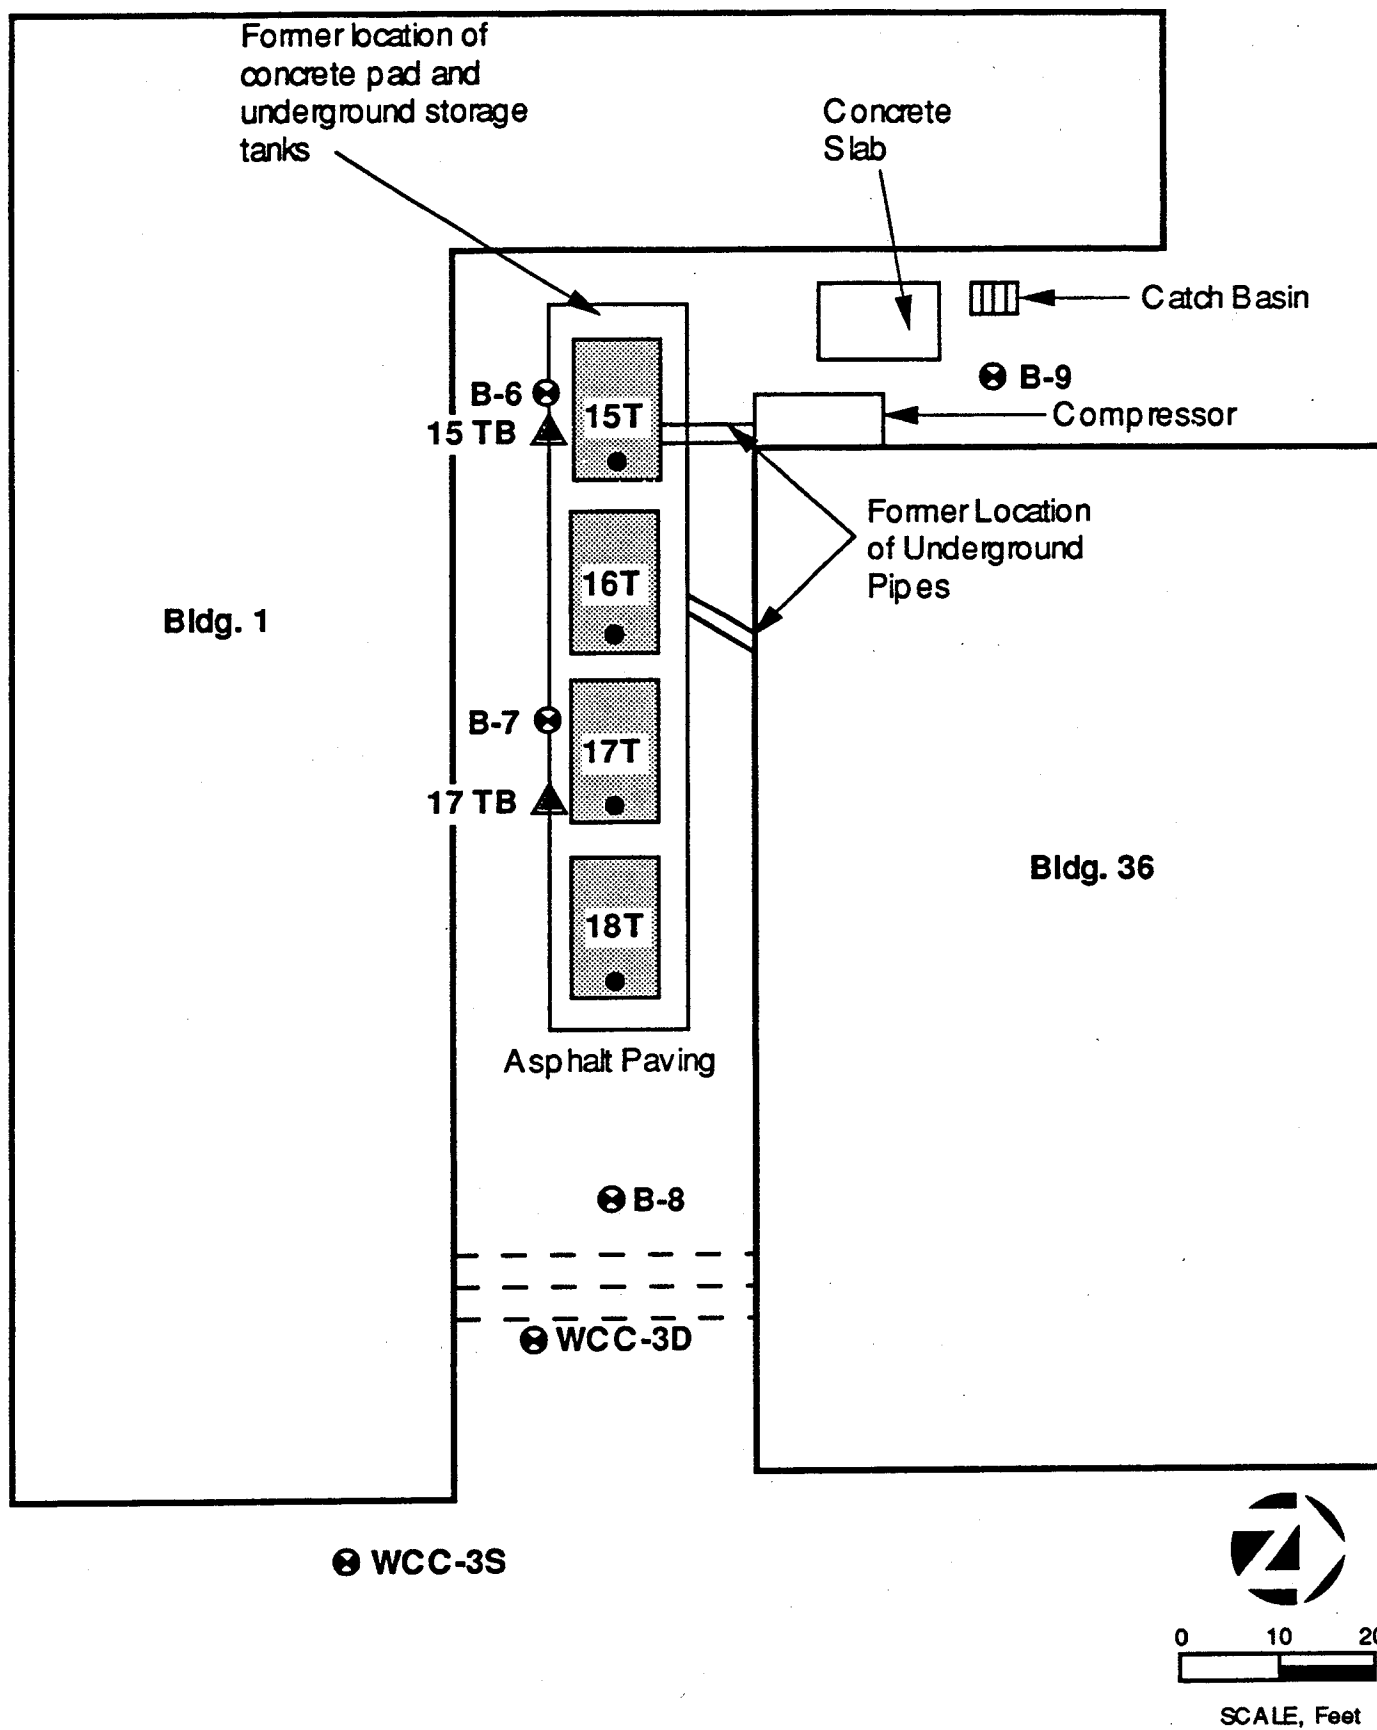 Former location of
concrete pad and
underground storage
tanks
Concrete
Slab
Catch Basin
B-6
B-9
15T
15 TB
Compressor
Former Location
of Underground
Pipes
16T
Bldg. 1
B-7
17T
17 TB
Bldg. 36
18T
Asphalt Paving
B-8
WCC-3D
WCC-3S
0 10 20
SCALE, Feet